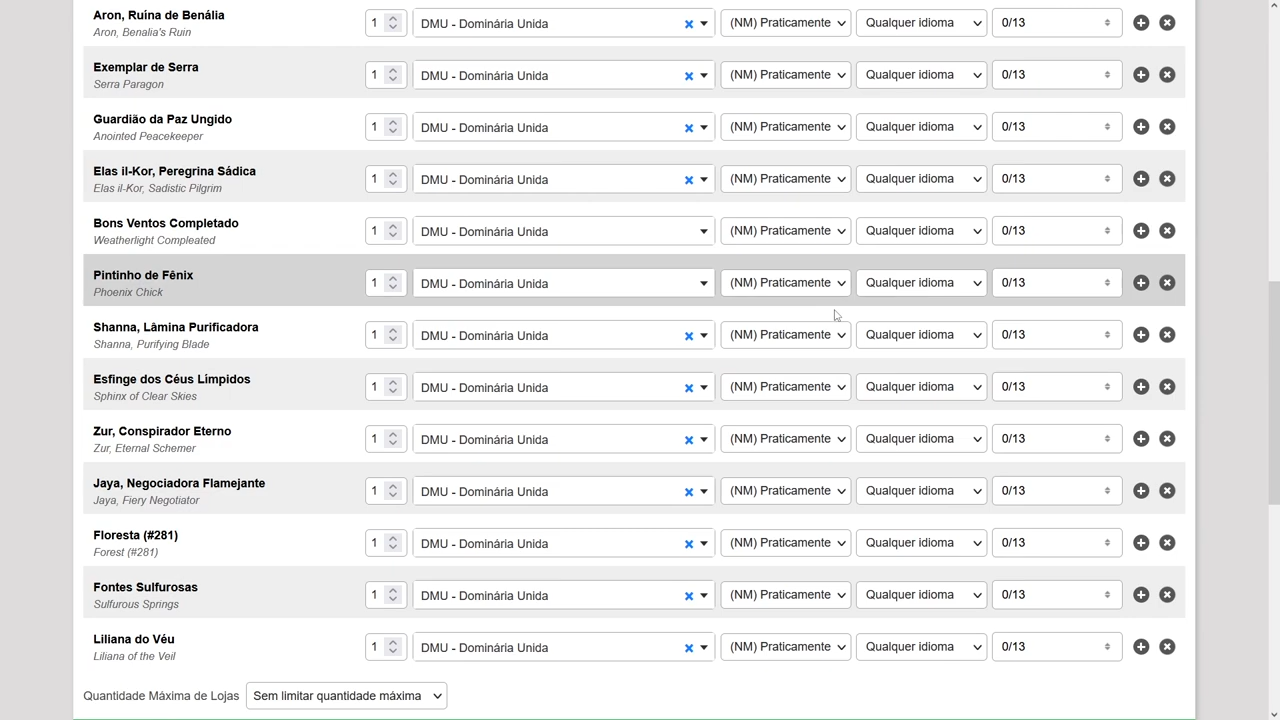 Aron, Ruína de Benália
Aron, Benalia's Ruin
1 DMU - Dominária Unida (NM) Praticamente Qualquer idioma 0/13
Exemplar de Serra
Serra Paragon
1 DMU - Dominária Unida (NM) Praticamente Qualquer idioma 0/13
Guardião da Paz Ungido
Anointed Peacekeeper
1 DMU - Dominária Unida (NM) Praticamente Qualquer idioma 0/13
Elas il-Kor, Peregrina Sádica
Elas il-Kor, Sadistic Pilgrim
1 DMU - Dominária Unida (NM) Praticamente Qualquer idioma 0/13
Bons Ventos Completado
Weatherlight Compleated
1 DMU - Dominária Unida (NM) Praticamente Qualquer idioma 0/13
Pintinho de Fênix
Phoenix Chick
1 DMU - Dominária Unida (NM) Praticamente Qualquer idioma 0/13
Shanna, Lâmina Purificadora
Shanna, Purifying Blade
1 DMU - Dominária Unida (NM) Praticamente Qualquer idioma 0/13
Esfinge dos Céus Límpidos
Sphinx of Clear Skies
1 DMU - Dominária Unida (NM) Praticamente Qualquer idioma 0/13
Zur, Conspirador Eterno
Zur, Eternal Schemer
1 DMU - Dominária Unida (NM) Praticamente Qualquer idioma 0/13
Jaya, Negociadora Flamejante
Jaya, Fiery Negotiator
1 DMU - Dominária Unida (NM) Praticamente Qualquer idioma 0/13
Floresta (#281)
Forest (#281)
1 DMU - Dominária Unida (NM) Praticamente Qualquer idioma 0/13
Fontes Sulfurosas
Sulfurous Springs
1 DMU - Dominária Unida (NM) Praticamente Qualquer idioma 0/13
Liliana do Véu
Liliana of the Veil
1 DMU - Dominária Unida (NM) Praticamente Qualquer idioma 0/13
Quantidade Máxima de Lojas Sem limitar quantidade máxima